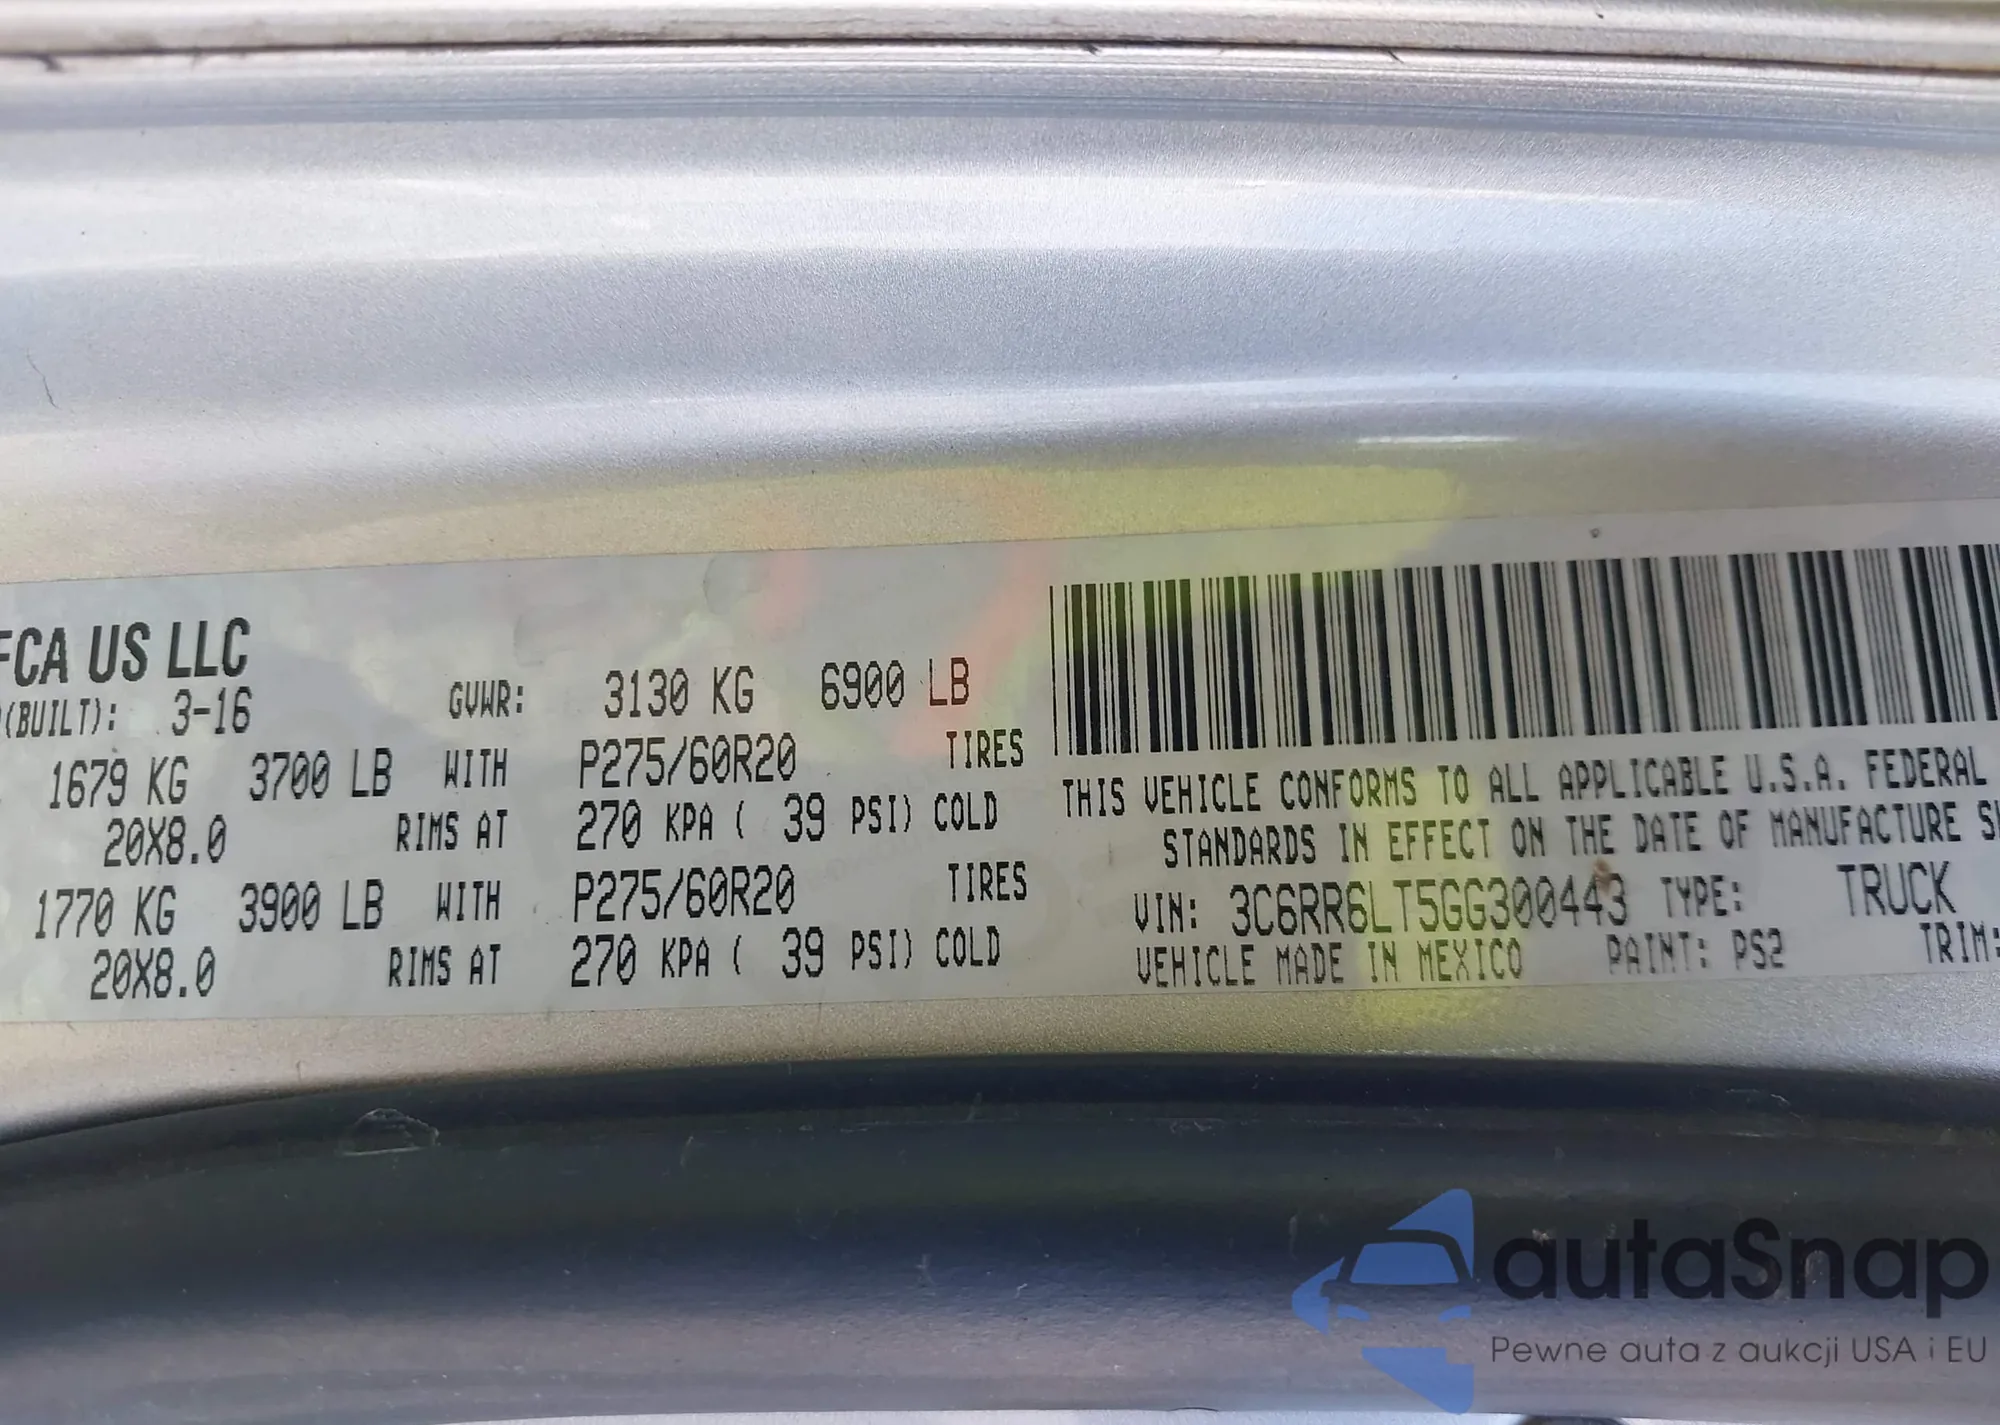 FCA US LLC
(BUILT): 3-16
GVWR: 3130 KG 6900 LB
1679 KG 3700 LB WITH P275/60R20 TIRES
20X8.0 RIMS AT 270 KPA ( 39 PSI) COLD
1770 KG 3900 LB WITH P275/60R20 TIRES
20X8.0 RIMS AT 270 KPA ( 39 PSI) COLD
THIS VEHICLE CONFORMS TO ALL APPLICABLE U.S.A. FEDERAL
STANDARDS IN EFFECT ON THE DATE OF MANUFACTURE
VIN: 3C6RR6LT5GG300443 TYPE: TRUCK
VEHICLE MADE IN MEXICO PAINT: PS2 TRIM:
autaSnap
Pewne auta z aukcji USA i EU